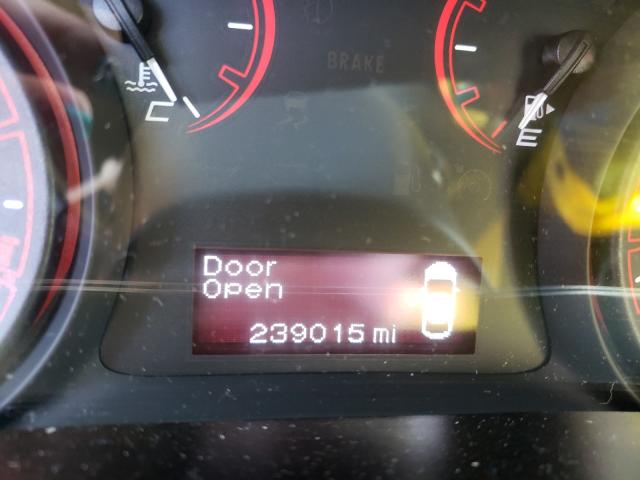 BRAKE
C
E
Door
Open
239015 mi